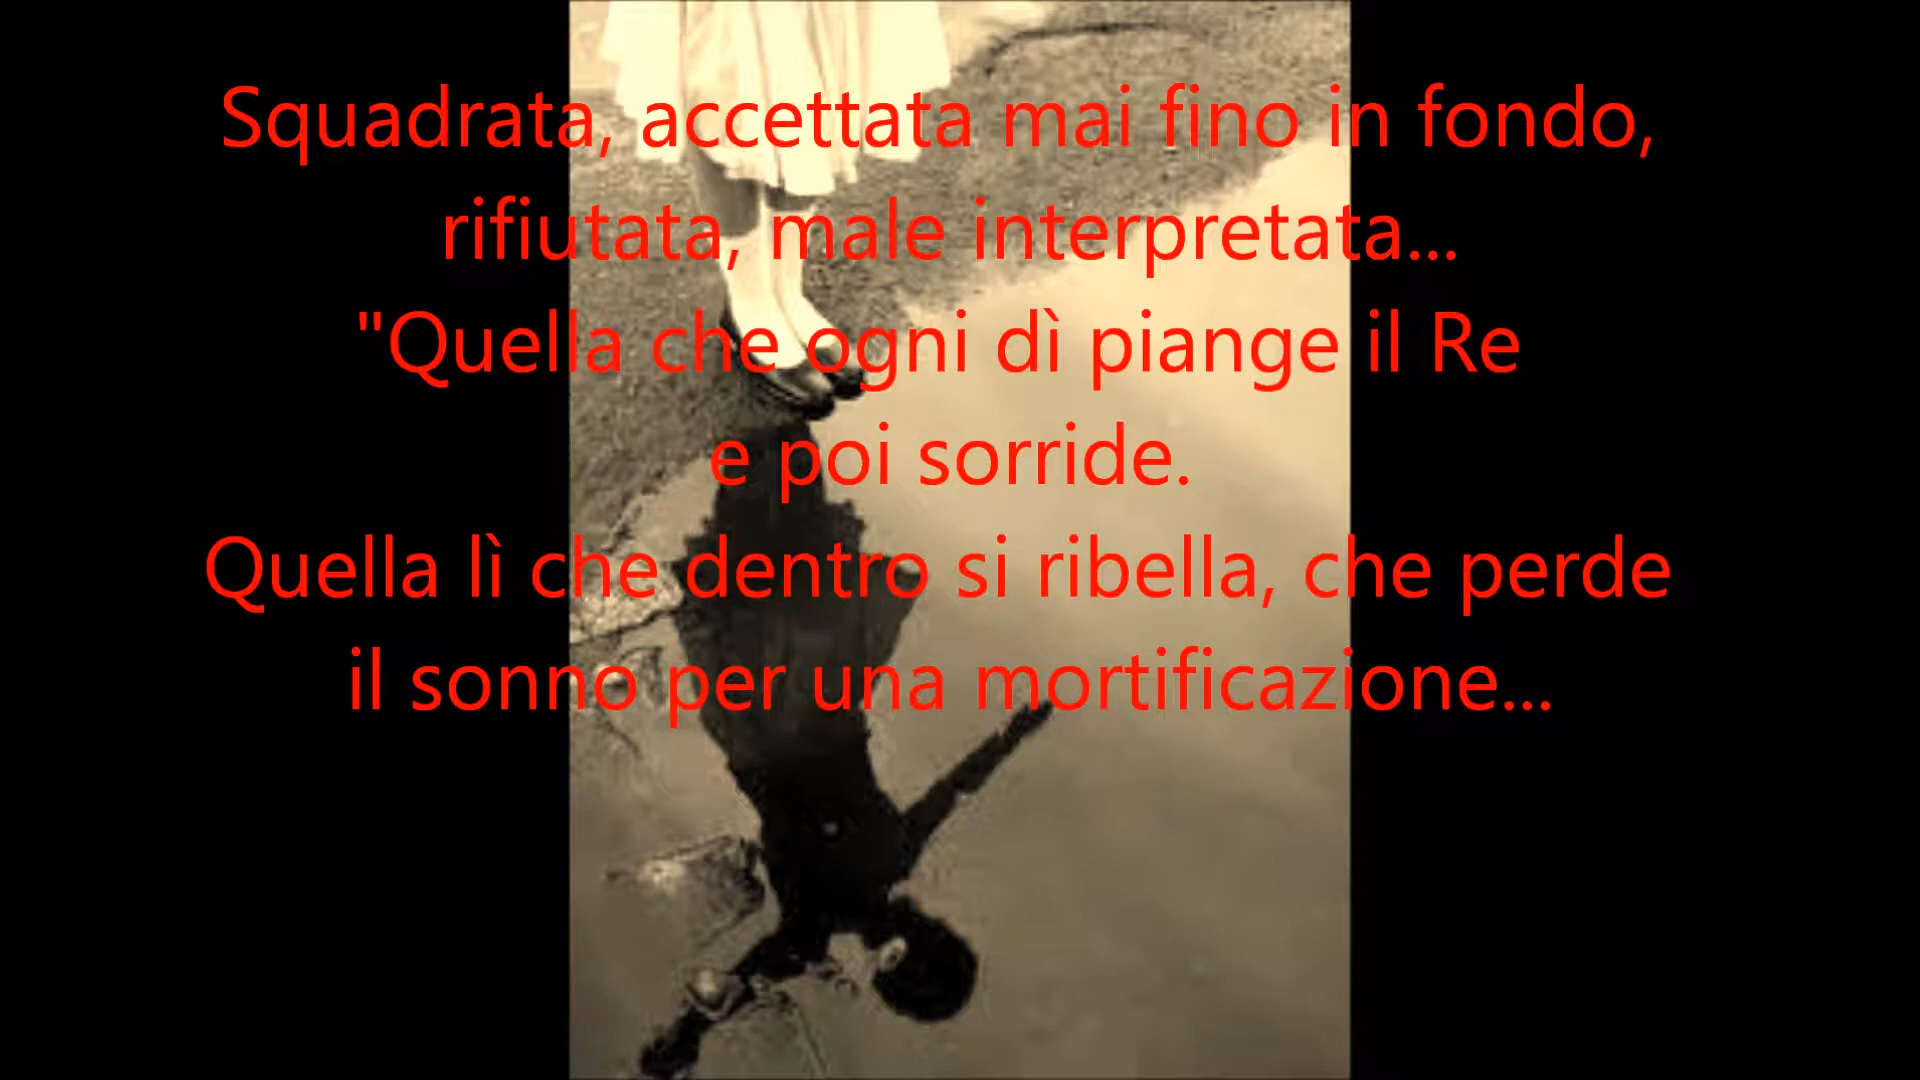 Squadrata, accettata mai fino in fondo,
rifiutata, male interpretata...
"Quella che ogni dì piange il Re
e poi sorride.
Quella lì che dentro si ribella, che perde
il sonno per una mortificazione...